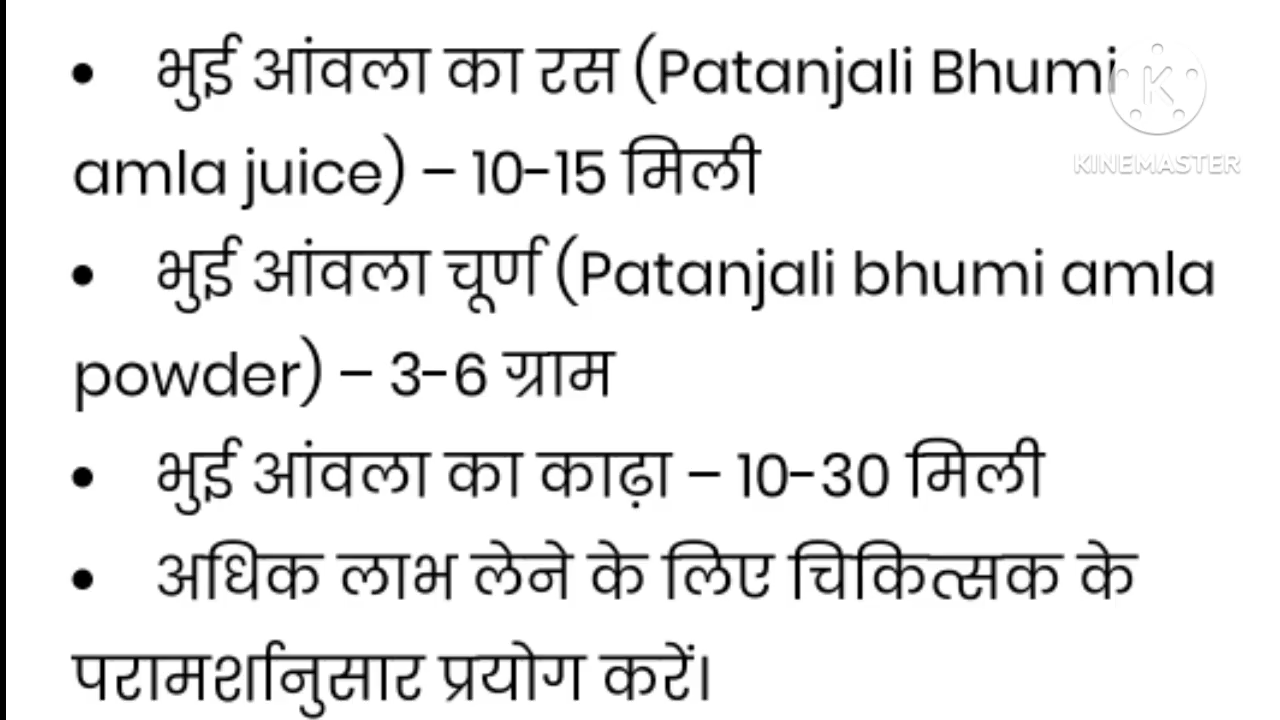 • भुई आंवला का रस (Patanjali Bhumi
K
KINEMASTER
amla juice) – 10-15 मिली
• भुई आंवला चूर्ण (Patanjali bhumi amla
powder) – 3-6 ग्राम
• भुई आंवला का काढ़ा – 10-30 मिली
• अधिक लाभ लेने के लिए चिकित्सक के
परामर्शानुसार प्रयोग करें।